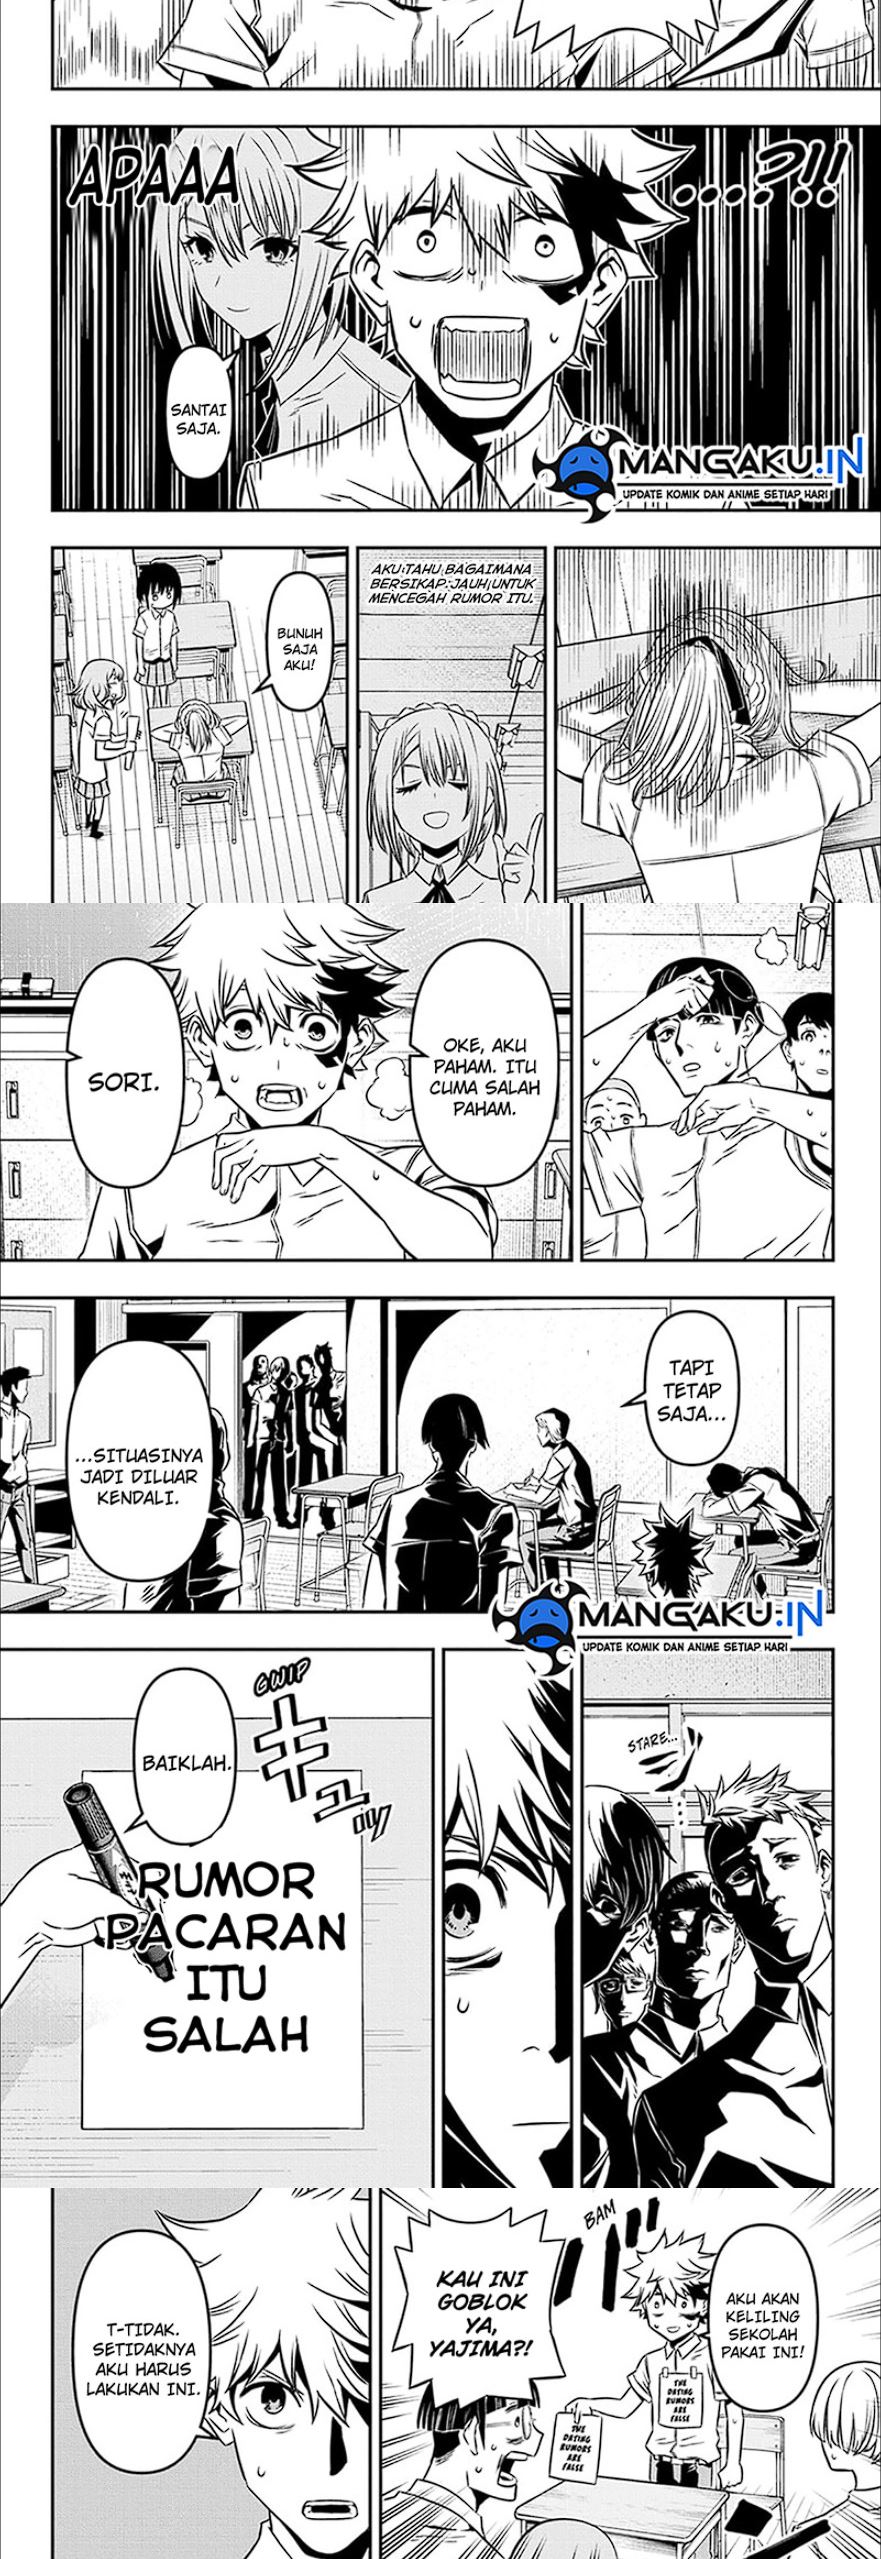 ...?!!
APAAA
SANTAI
SAJA.
MANGAKU.IN
UPDATE KOMIK DAN ANIME SETIAP HARI
AKU TAHU BAGAIMANA
BERSIKAP JAUH UNTUK
MENCEGAH RUMOR ITU.
BUNUH
SAJA
AKU!
OKE, AKU
PAHAM. ITU
CUMA SALAH
PAHAM.
SORI.
TAPI
TETAP
SAJA...
...SITUASINYA
JADI DILUAR
KENDALI.
MANGAKU.IN
UPDATE KOMIK DAN ANIME SETIAP HARI
STARE...
GWIP
ギュッ
BAIKLAH.
RUMOR
PACARAN
ITU
SALAH
BAM
AKU AKAN
KELILING
SEKOLAH
PAKAI INI!
THE
DATING
RUMORS
ARE
FALSE
THE
DATING
RUMORS
ARE
FALSE
KAU INI
GOBLOK
YA,
YAJIMA?!
T-TIDAK.
SETIDAKNYA
AKU HARUS
LAKUKAN INI.